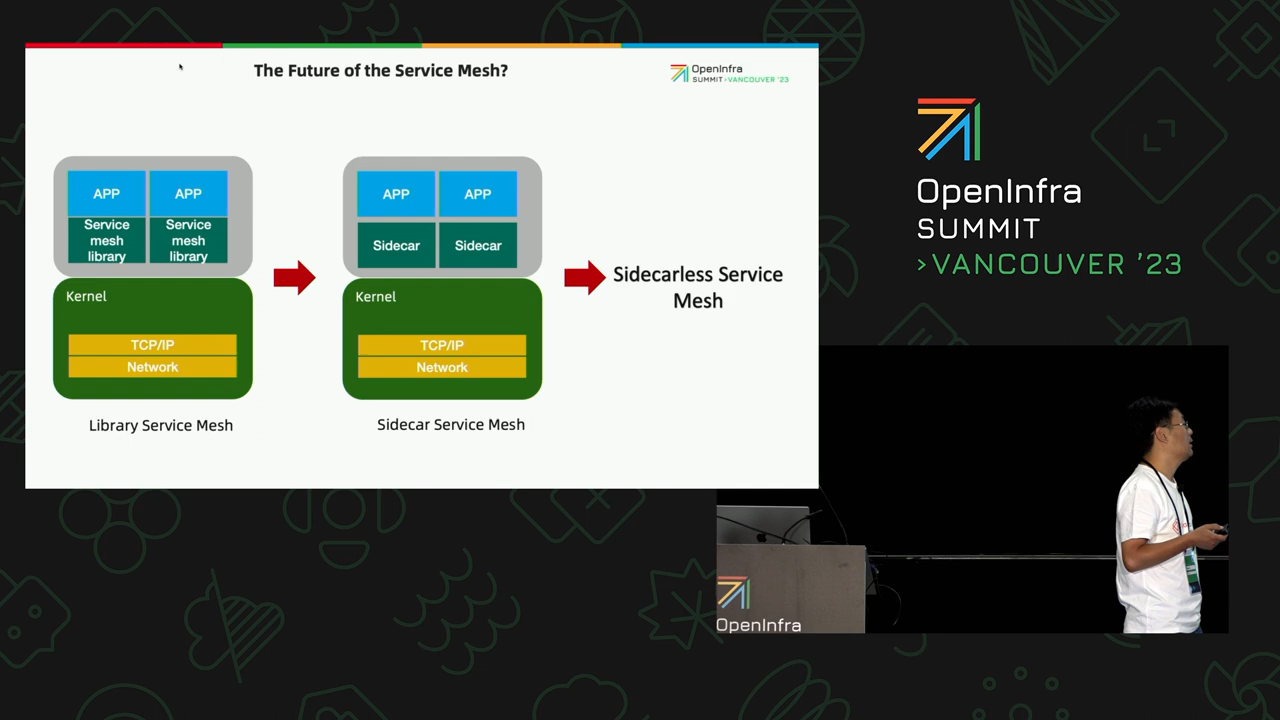 The Future of the Service Mesh?
OpenInfra
SUMMIT >VANCOUVER '23
APP
APP
Service
mesh
library
Service
mesh
library
Kernel
TCP/IP
Network
Library Service Mesh
APP
APP
Sidecar
Sidecar
Kernel
TCP/IP
Network
Sidecar Service Mesh
Sidecarless Service
Mesh
OpenInfra
SUMMIT
>VANCOUVER '23
OpenInfra